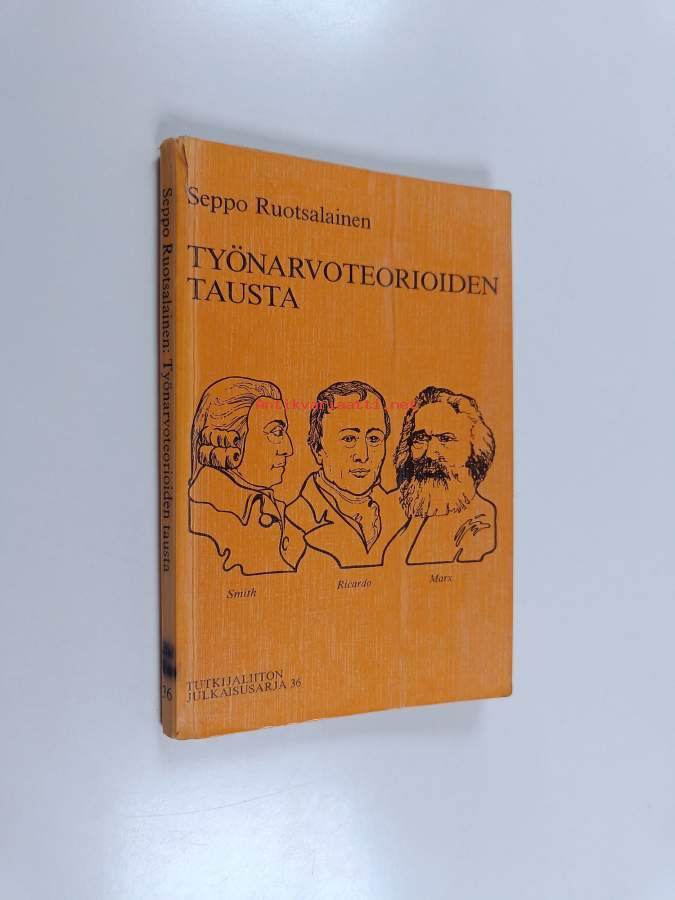 Seppo Ruotsalainen
TYÖNARVOTEORIOIDEN
TAUSTA
Antikvariaatti.net
Smith
Ricardo
Marx
TUTKIJALIITON
JULKAISUSARJA 36
Seppo Ruotsalainen: Työnarvoteorioiden tausta
36